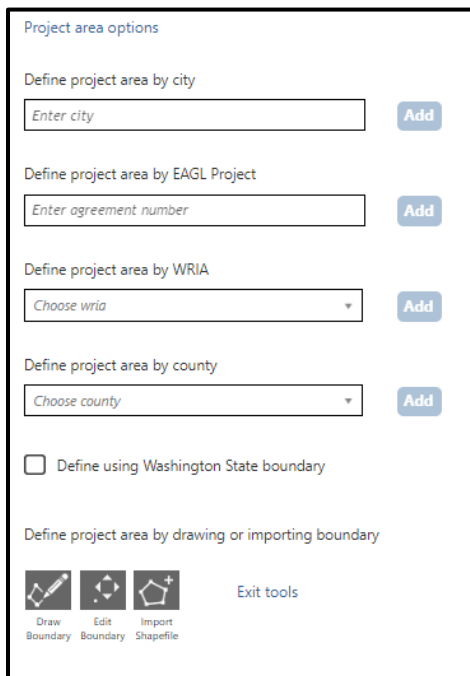 Project area options
Define project area by city
Enter city
Add
Define project area by EAGL Project
Enter agreement number
Add
Define project area by WRIA
Choose wria
Add
Define project area by county
Choose county
Add
Define using Washington State boundary
Define project area by drawing or importing boundary
Exit tools
Draw Boundary
Edit Boundary
Import Shapefile